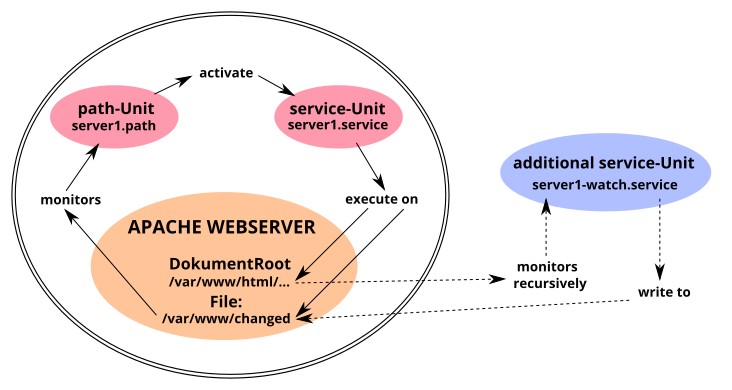 activate
path-Unit
server1.path
service-Unit
server1.service
additional service-Unit
server1-watch.service
monitors
execute on
APACHE WEBSERVER
DokumentRoot
/var/www/html/...
File:
/var/www/changed
monitors
recursively
write to